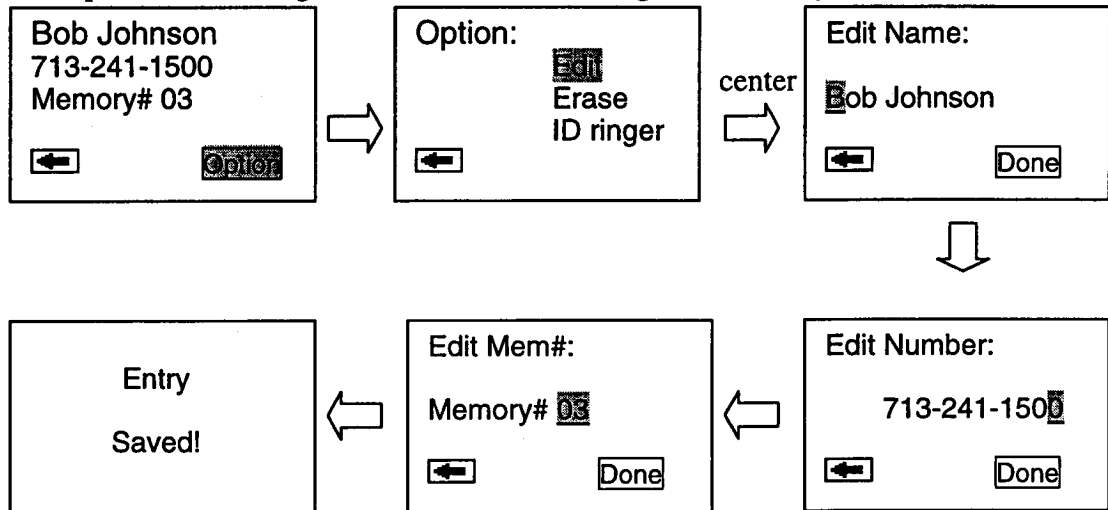 Bob Johnson
713-241-1500
Memory# 03
Option
Option:
Edit
Erase
ID ringer
center
Edit Name:
Bob Johnson
Done
Edit Number:
713-241-1500
Done
Edit Mem#:
Memory# 03
Done
Entry
Saved!